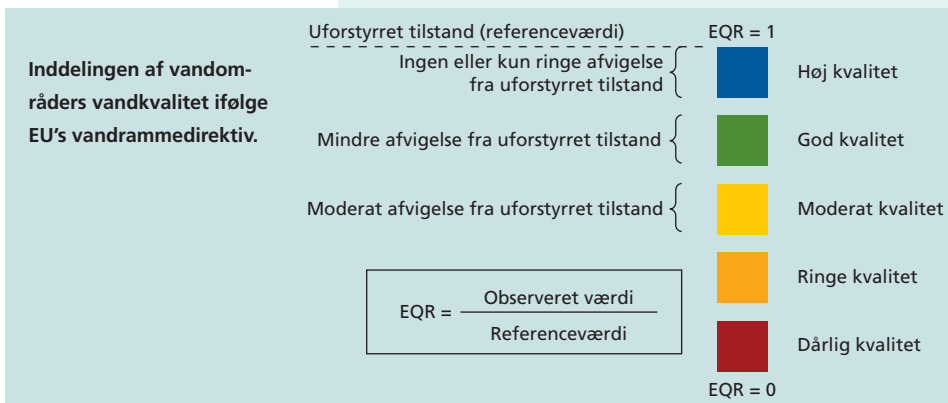 Inddelingen af vandom-
råders vandkvalitet ifølge
EU's vandrammedirektiv.
Uforstyrret tilstand (referenceværdi)
EQR = 1
Ingen eller kun ringe afvigelse
fra uforstyrret tilstand
Høj kvalitet
Mindre afvigelse fra uforstyrret tilstand
God kvalitet
Moderat afvigelse fra uforstyrret tilstand
Moderat kvalitet
Ringe kvalitet
EQR = Observeret værdi
Referenceværdi
Dårlig kvalitet
EQR = 0